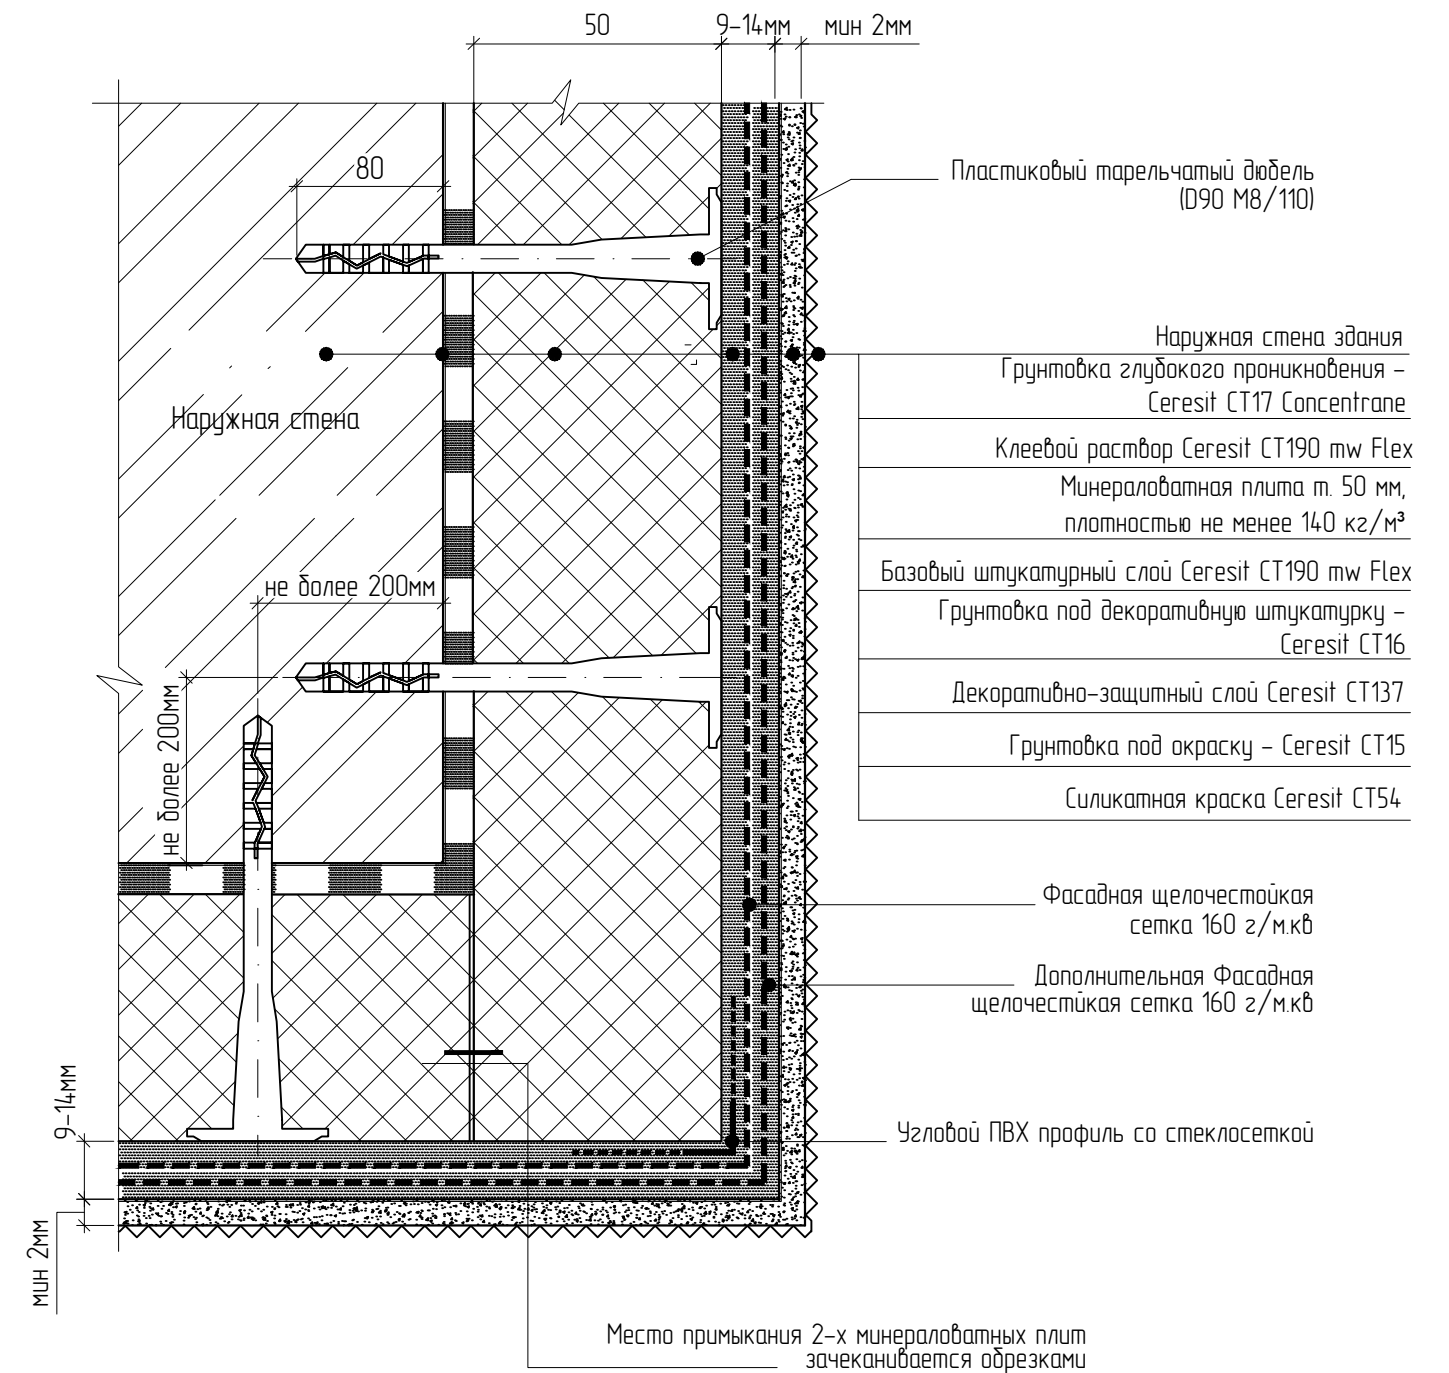 50
9-14мм
мин 2мм
80
Пластиковый тарельчатый дюбель
(D90 М8/110)
Наружная стена здания
Грунтовка глубокого проникновения -
Ceresit CT17 Concentrane
Наружная стена
Клеевой раствор Ceresit CT190 mw Flex
Минераловатная плита т. 50 мм,
плотностью не менее 140 кг/м³
Базовый штукатурный слой Ceresit CT190 mw Flex
не более 200мм
Грунтовка под декоративную штукатурку -
Ceresit CT16
Декоративно-защитный слой Ceresit CT137
не более 200мм
Грунтовка под окраску - Ceresit CT15
Силикатная краска Ceresit CT54
Фасадная щелочестойкая
сетка 160 г/м.кв
Дополнительная Фасадная
щелочестйкая сетка 160 г/м.кв
9-14мм
Угловой ПВХ профиль со стеклосеткой
мин 2мм
Место примыкания 2-х минераловатных плит
зачеканивается обрезками